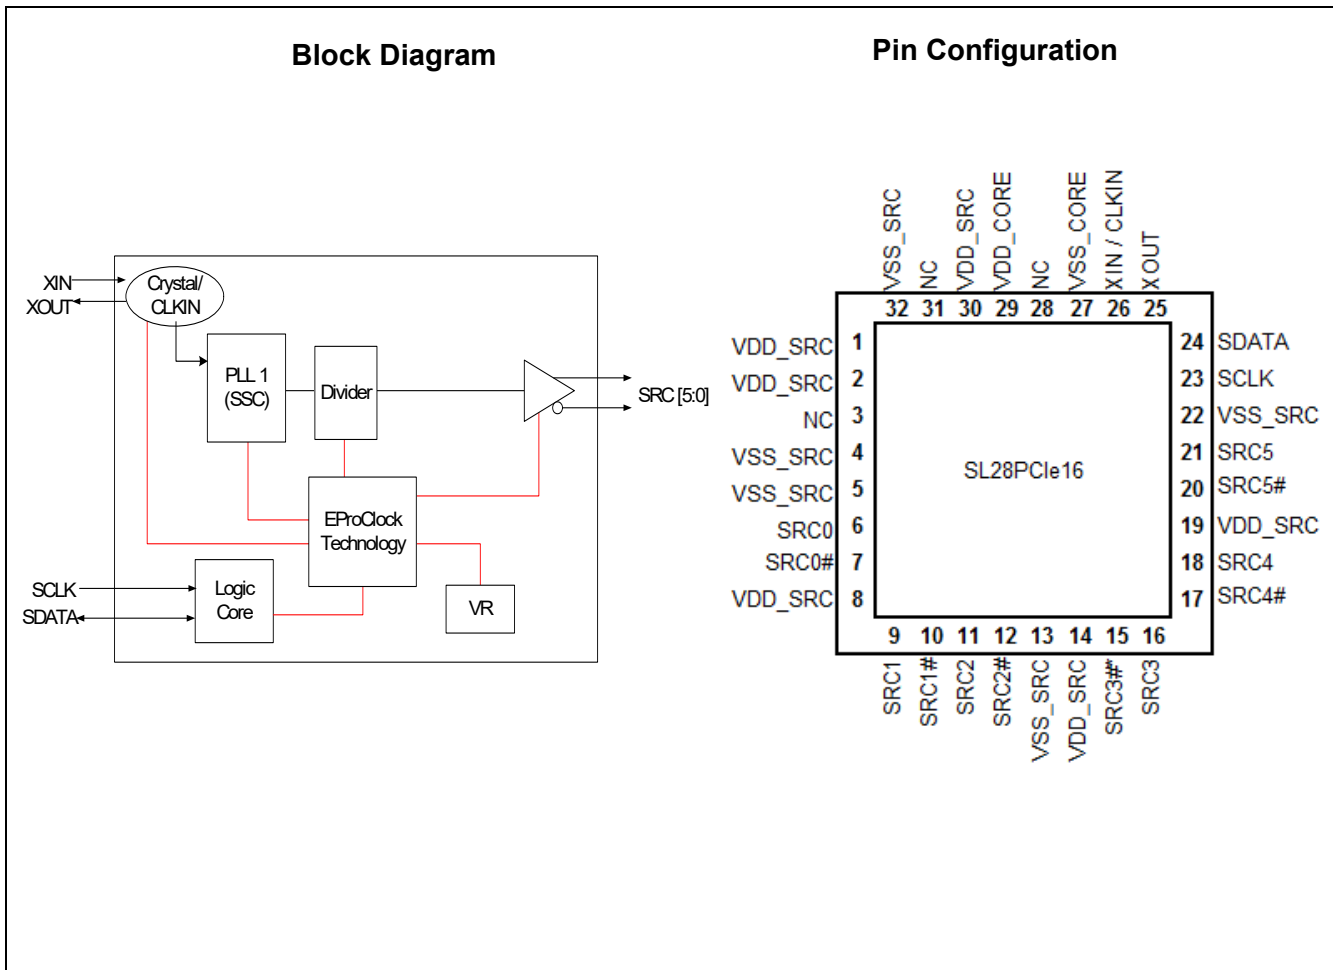 Block Diagram
Pin Configuration
XIN
XOUT
Crystal/
CLKIN
PLL 1
(SSC)
Divider
SRC [5:0]
EProClock
Technology
SCLK
SDATA
Logic
Core
VR
VSS_SRC
NC
VDD_SRC
VDD_CORE
NC
VSS_CORE
XIN / CLKIN
XOUT
32 31 30 29 28 27 26 25
VDD_SRC 1
VDD_SRC 2
NC 3
VSS_SRC 4
VSS_SRC 5
SRC0 6
SRC0# 7
VDD_SRC 8
SL28PCIe16
24 SDATA
23 SCLK
22 VSS_SRC
21 SRC5
20 SRC5#
19 VDD_SRC
18 SRC4
17 SRC4#
9 10 11 12 13 14 15 16
SRC1
SRC1#
SRC2
SRC2#
VSS_SRC
VDD_SRC
SRC3#*
SRC3